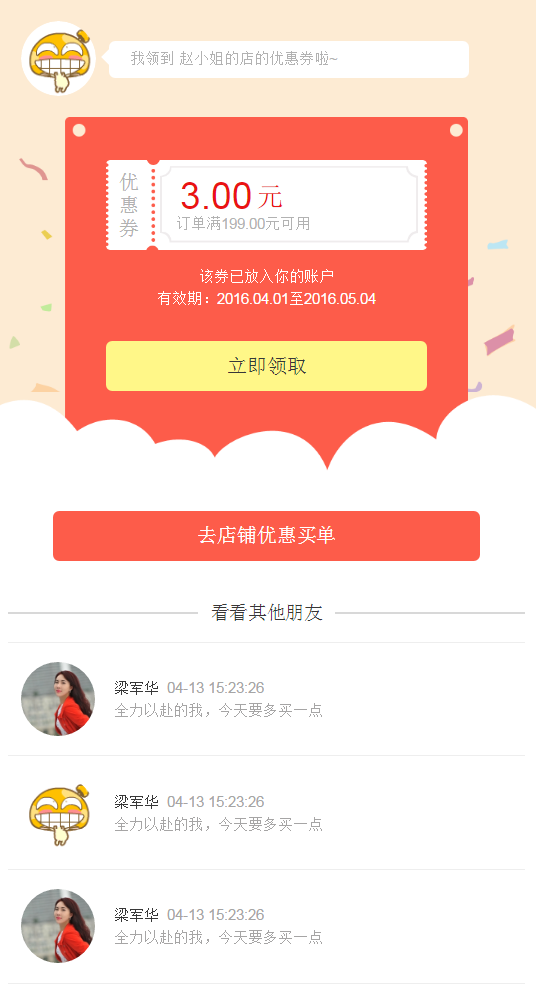 我领到 赵小姐的店的优惠券啦~
优惠券
3.00 元
订单满199.00元可用
该券已放入你的账户
有效期：2016.04.01至2016.05.04
立即领取
去店铺优惠买单
看看其他朋友
梁军华 04-13 15:23:26
全力以赴的我，今天要多买一点
梁军华 04-13 15:23:26
全力以赴的我，今天要多买一点
梁军华 04-13 15:23:26
全力以赴的我，今天要多买一点